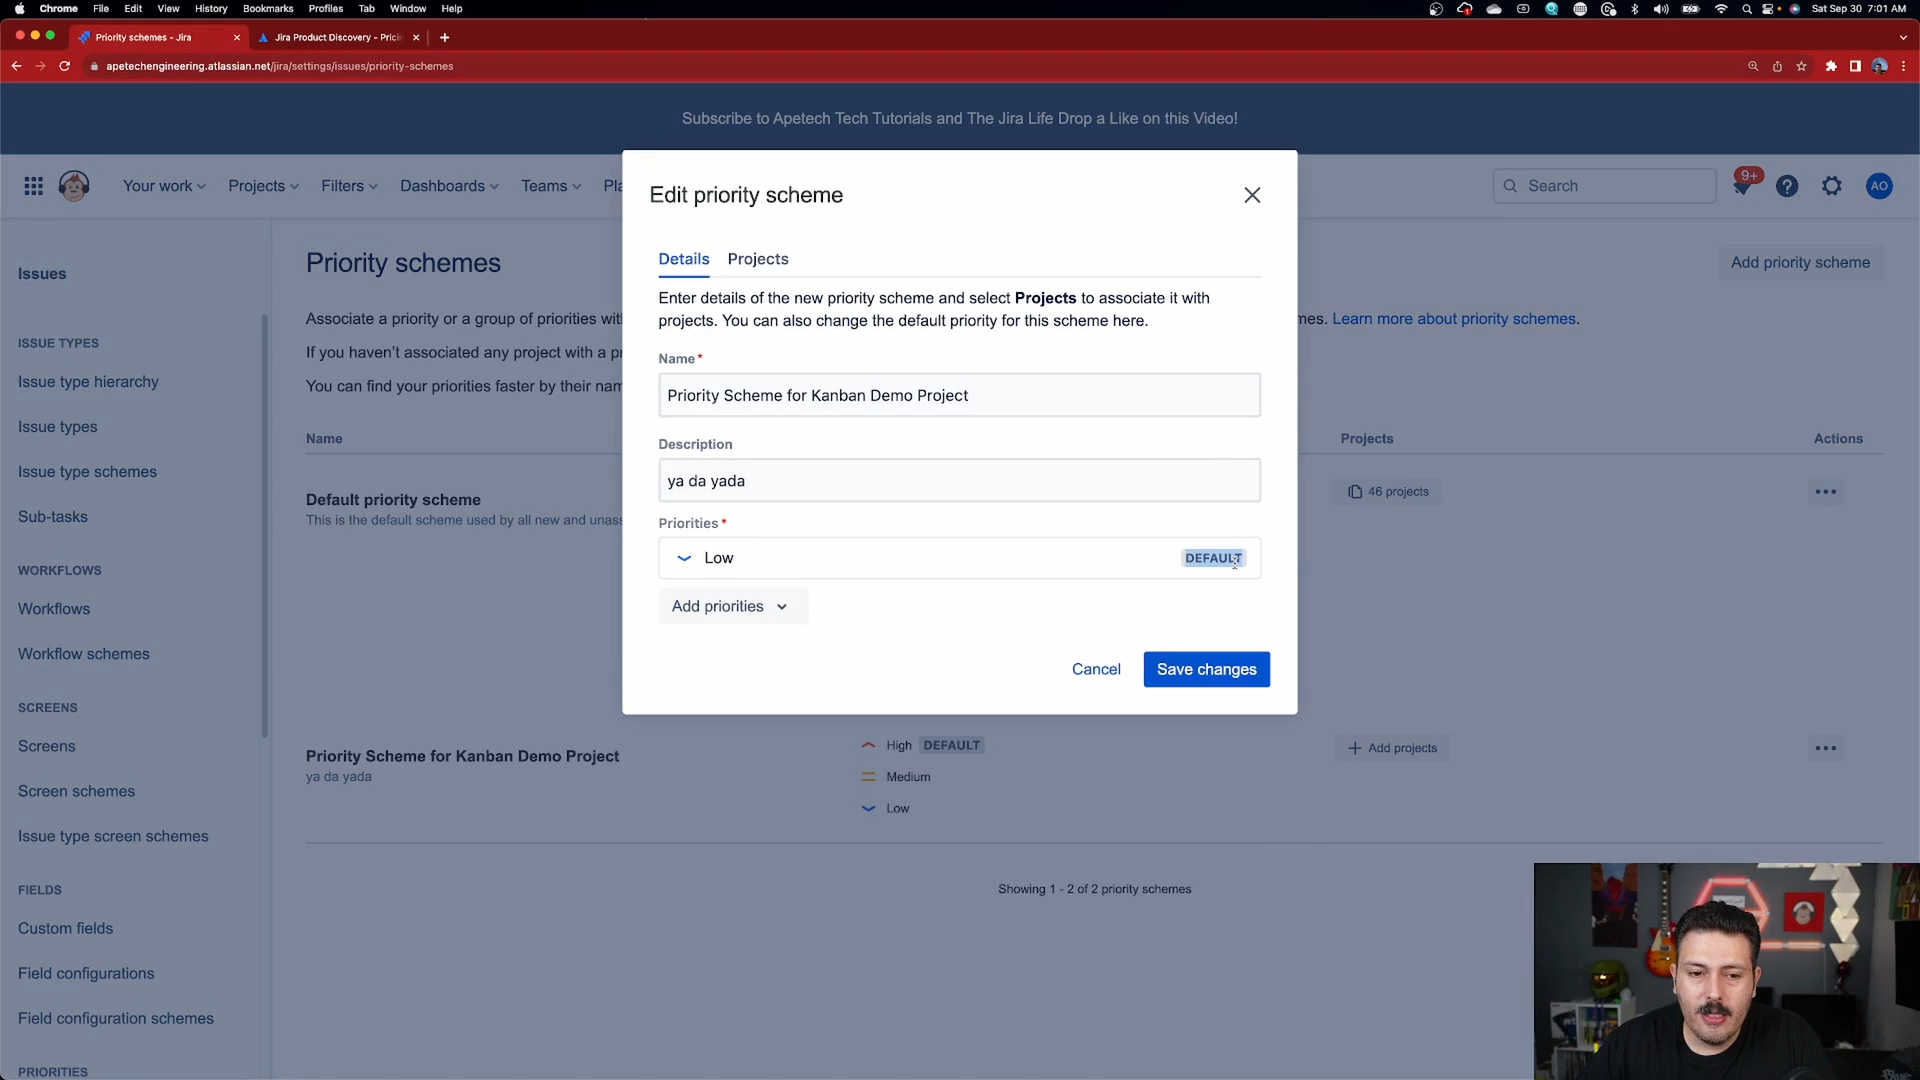 Chrome File Edit View History Bookmarks Profiles Tab Window Help
Sat Sep 30 7:01 AM
Priority schemes - Jira
Jira Product Discovery - Prici
apetechengineering.atlassian.net/jira/settings/issues/priority-schemes
Subscribe to Apetech Tech Tutorials and The Jira Life Drop a Like on this Video!
Your work Projects Filters Dashboards Teams Pla
Search
9+
AO
Edit priority scheme
Details Projects
Enter details of the new priority scheme and select Projects to associate it with
projects. You can also change the default priority for this scheme here.
Name*
Priority Scheme for Kanban Demo Project
Description
ya da yada
Priorities*
Low DEFAULT
Add priorities
Cancel Save changes
Issues
ISSUE TYPES
Issue type hierarchy
Issue types
Issue type schemes
Sub-tasks
WORKFLOWS
Workflows
Workflow schemes
SCREENS
Screens
Screen schemes
Issue type screen schemes
FIELDS
Custom fields
Field configurations
Field configuration schemes
PRIORITIES
Priority schemes
Add priority scheme
Associate a priority or a group of priorities wit
mes. Learn more about priority schemes.
If you haven't associated any project with a p
You can find your priorities faster by their nam
Name Projects Actions
Default priority scheme
This is the default scheme used by all new and unass
46 projects
Priority Scheme for Kanban Demo Project
ya da yada
High DEFAULT
Medium
Low
Add projects
Showing 1 - 2 of 2 priority schemes